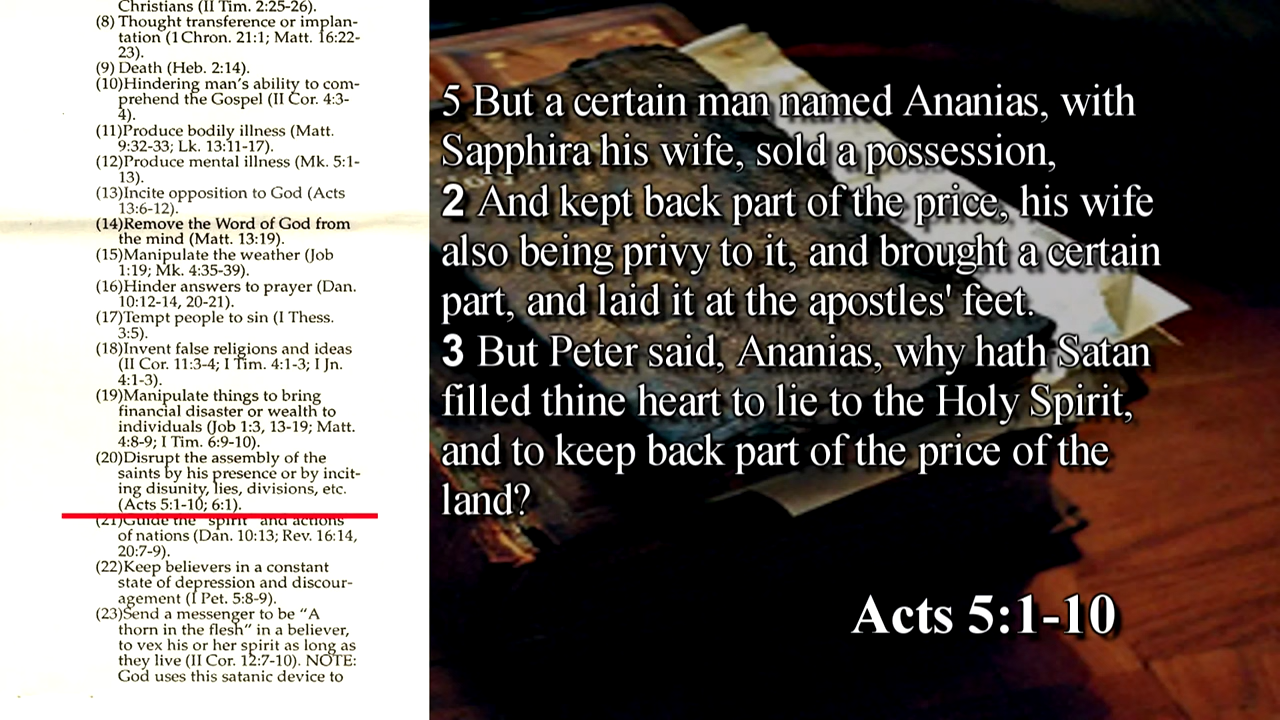 Christians (II Tim. 2:25-26).
(8) Thought transference or implan-
tation (1 Chron. 21:1; Matt. 16:22-
23).
(9) Death (Heb. 2:14).
(10)Hindering man's ability to com-
prehend the Gospel (II Cor. 4:3-
4).
(11)Produce bodily illness (Matt.
9:32-33; Lk. 13:11-17).
(12)Produce mental illness (Mk. 5:1-
13).
(13)Incite opposition to God (Acts
13:6-12).
(14)Remove the Word of God from
the mind (Matt. 13:19).
(15)Manipulate the weather (Job
1:19; Mk. 4:35-39).
(16)Hinder answers to prayer (Dan.
10:12-14, 20-21).
(17)Tempt people to sin (I Thess.
3:5).
(18)Invent false religions and ideas
(II Cor. 11:3-4; I Tim. 4:1-3; I Jn.
4:1-3).
(19)Manipulate things to bring
financial disaster or wealth to
individuals (Job 1:3, 13-19; Matt.
4:8-9; I Tim. 6:9-10).
(20)Disrupt the assembly of the
saints by his presence or by incit-
ing disunity, lies, divisions, etc.
(Acts 5:1-10; 6:1).
(21)Guide the "spirit" and actions
of nations (Dan. 10:13; Rev. 16:14,
20:7-9).
(22)Keep believers in a constant
state of depression and discour-
agement (I Pet. 5:8-9).
(23)Send a messenger to be "A
thorn in the flesh" in a believer,
to vex his or her spirit as long as
they live (II Cor. 12:7-10). NOTE:
God uses this satanic device to
5 But a certain man named Ananias, with
Sapphira his wife, sold a possession,
2 And kept back part of the price, his wife
also being privy to it, and brought a certain
part, and laid it at the apostles' feet.
3 But Peter said, Ananias, why hath Satan
filled thine heart to lie to the Holy Spirit,
and to keep back part of the price of the
land?
Acts 5:1-10